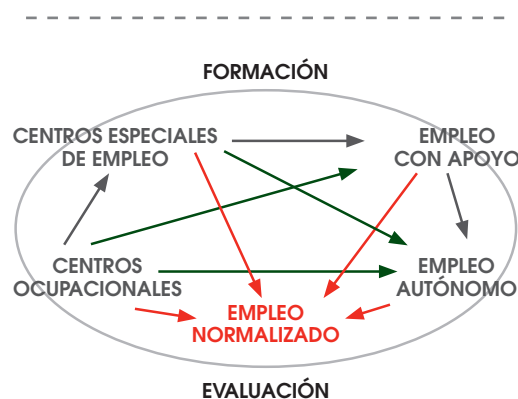 FORMACIÓN
CENTROS ESPECIALES
DE EMPLEO
EMPLEO
CON APOYO
CENTROS
OCUPACIONALES
EMPLEO
AUTÓNOMO
EMPLEO
NORMALIZADO
EVALUACIÓN